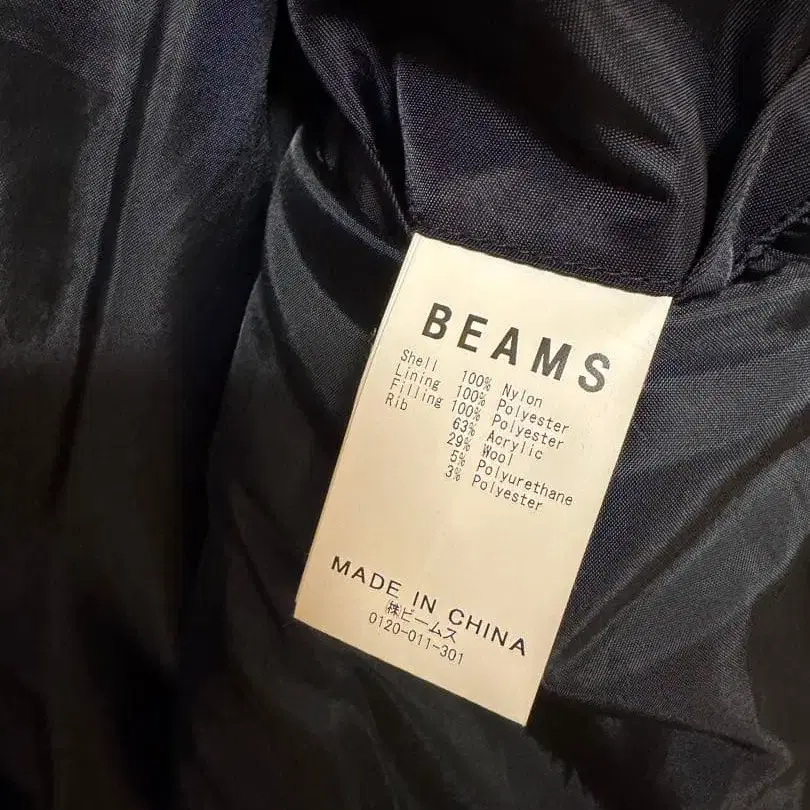 BEAMS
Shell 100% Nylon
Lining 100% Polyester
Filling 100% Polyester
Rib 63% Acrylic
29% Wool
5% Polyurethane
3% Polyester
MADE IN CHINA
㈱ビームス
0120-011-301